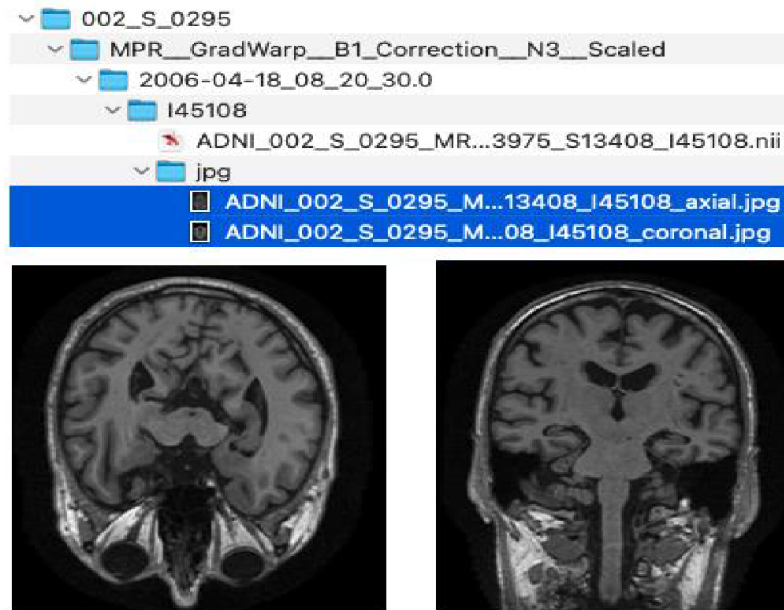 002_S_0295
MPR__GradWarp__B1_Correction__N3__Scaled
2006-04-18_08_20_30.0
I45108
ADNI_002_S_0295_MR...3975_S13408_I45108.nii
jpg
ADNI_002_S_0295_M...13408_I45108_axial.jpg
ADNI_002_S_0295_M...08_I45108_coronal.jpg